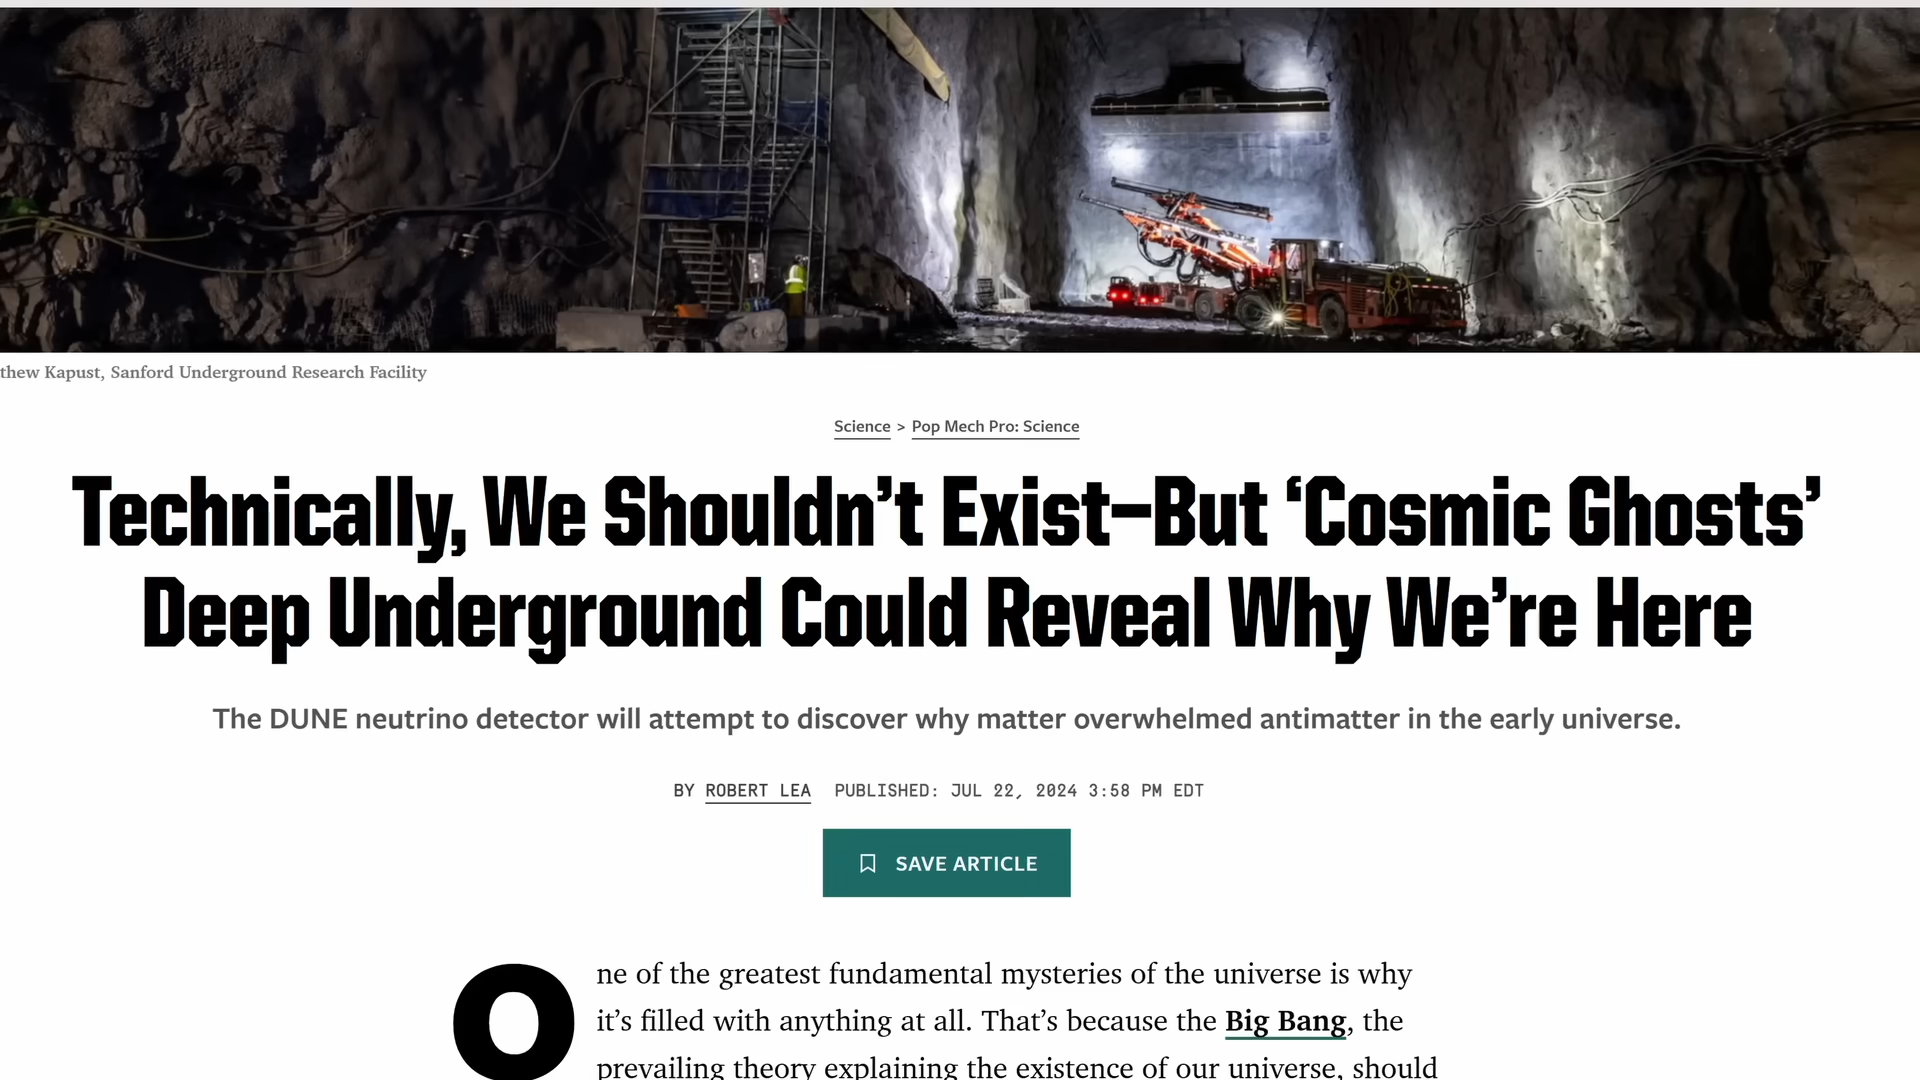 thew Kapust, Sanford Underground Research Facility
Science > Pop Mech Pro: Science
Technically, We Shouldn’t Exist—But ‘Cosmic Ghosts’
Deep Underground Could Reveal Why We’re Here
The DUNE neutrino detector will attempt to discover why matter overwhelmed antimatter in the early universe.
BY ROBERT LEA PUBLISHED: JUL 22, 2024 3:58 PM EDT
SAVE ARTICLE
One of the greatest fundamental mysteries of the universe is why
it’s filled with anything at all. That’s because the Big Bang, the
prevailing theory explaining the existence of our universe, should